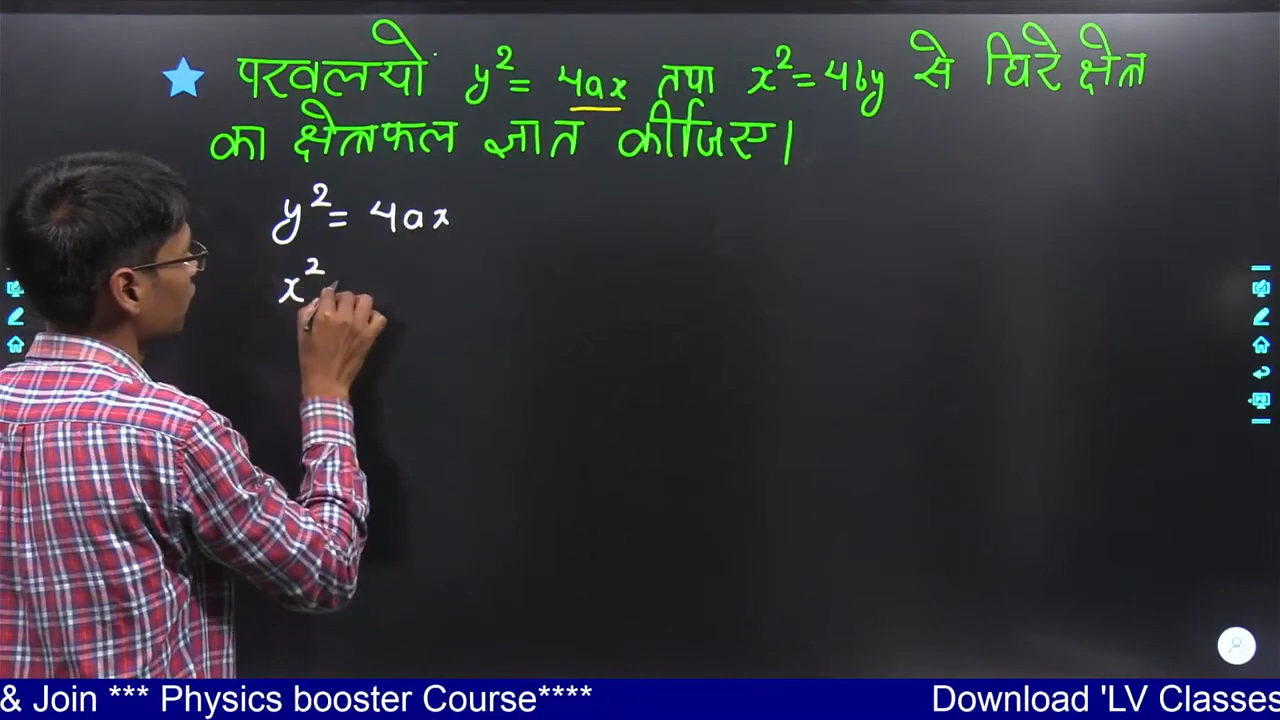 परवलयों y² = 4ax तथा x² = 4by से घिरे क्षेत्र
का क्षेत्रफल ज्ञात कीजिए।
y² = 4ax
x²
& Join *** Physics booster Course**** Download 'LV Classes